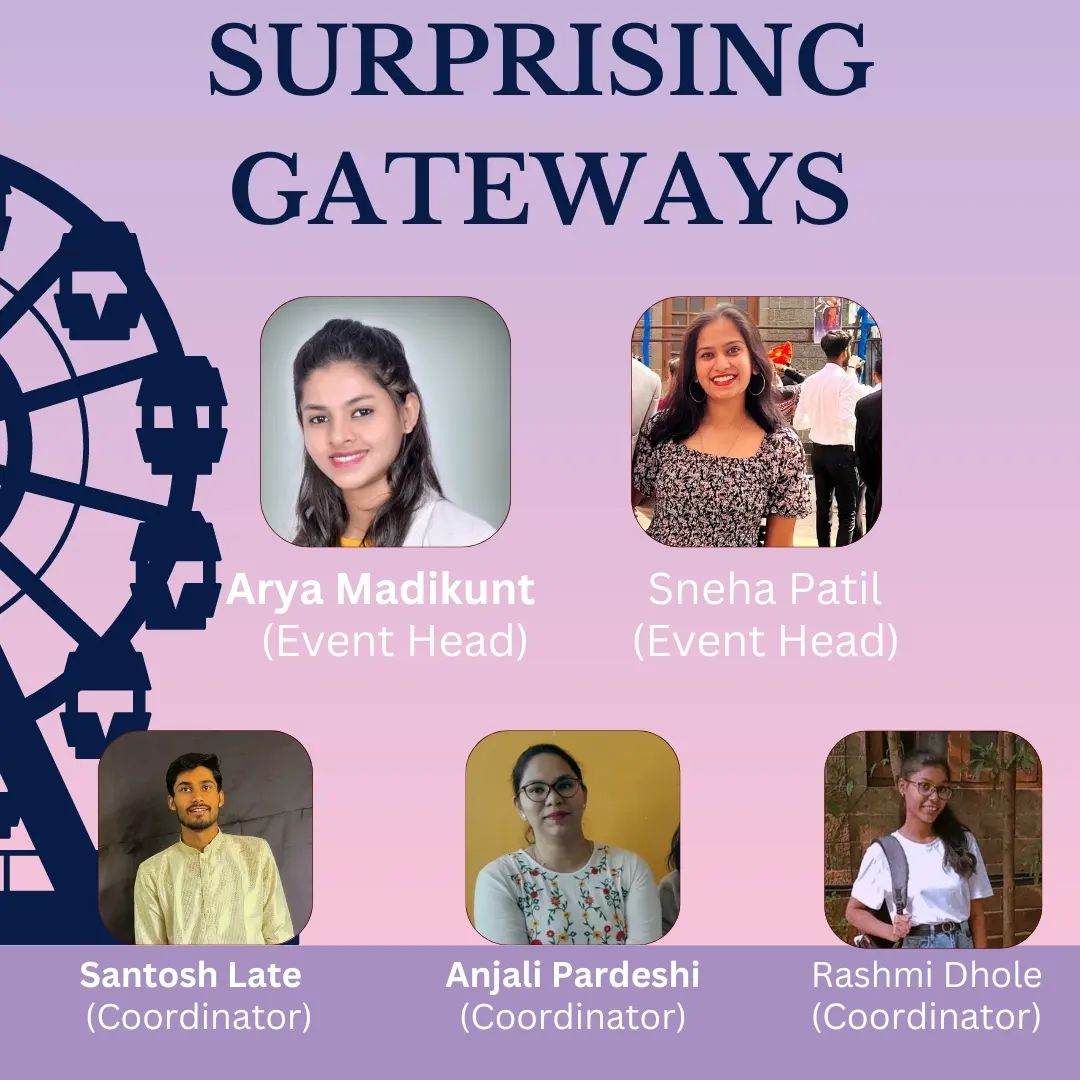 SURPRISING
GATEWAYS
Arya Madikunt
(Event Head)
Sneha Patil
(Event Head)
Santosh Late
(Coordinator)
Anjali Pardeshi
(Coordinator)
Rashmi Dhole
(Coordinator)